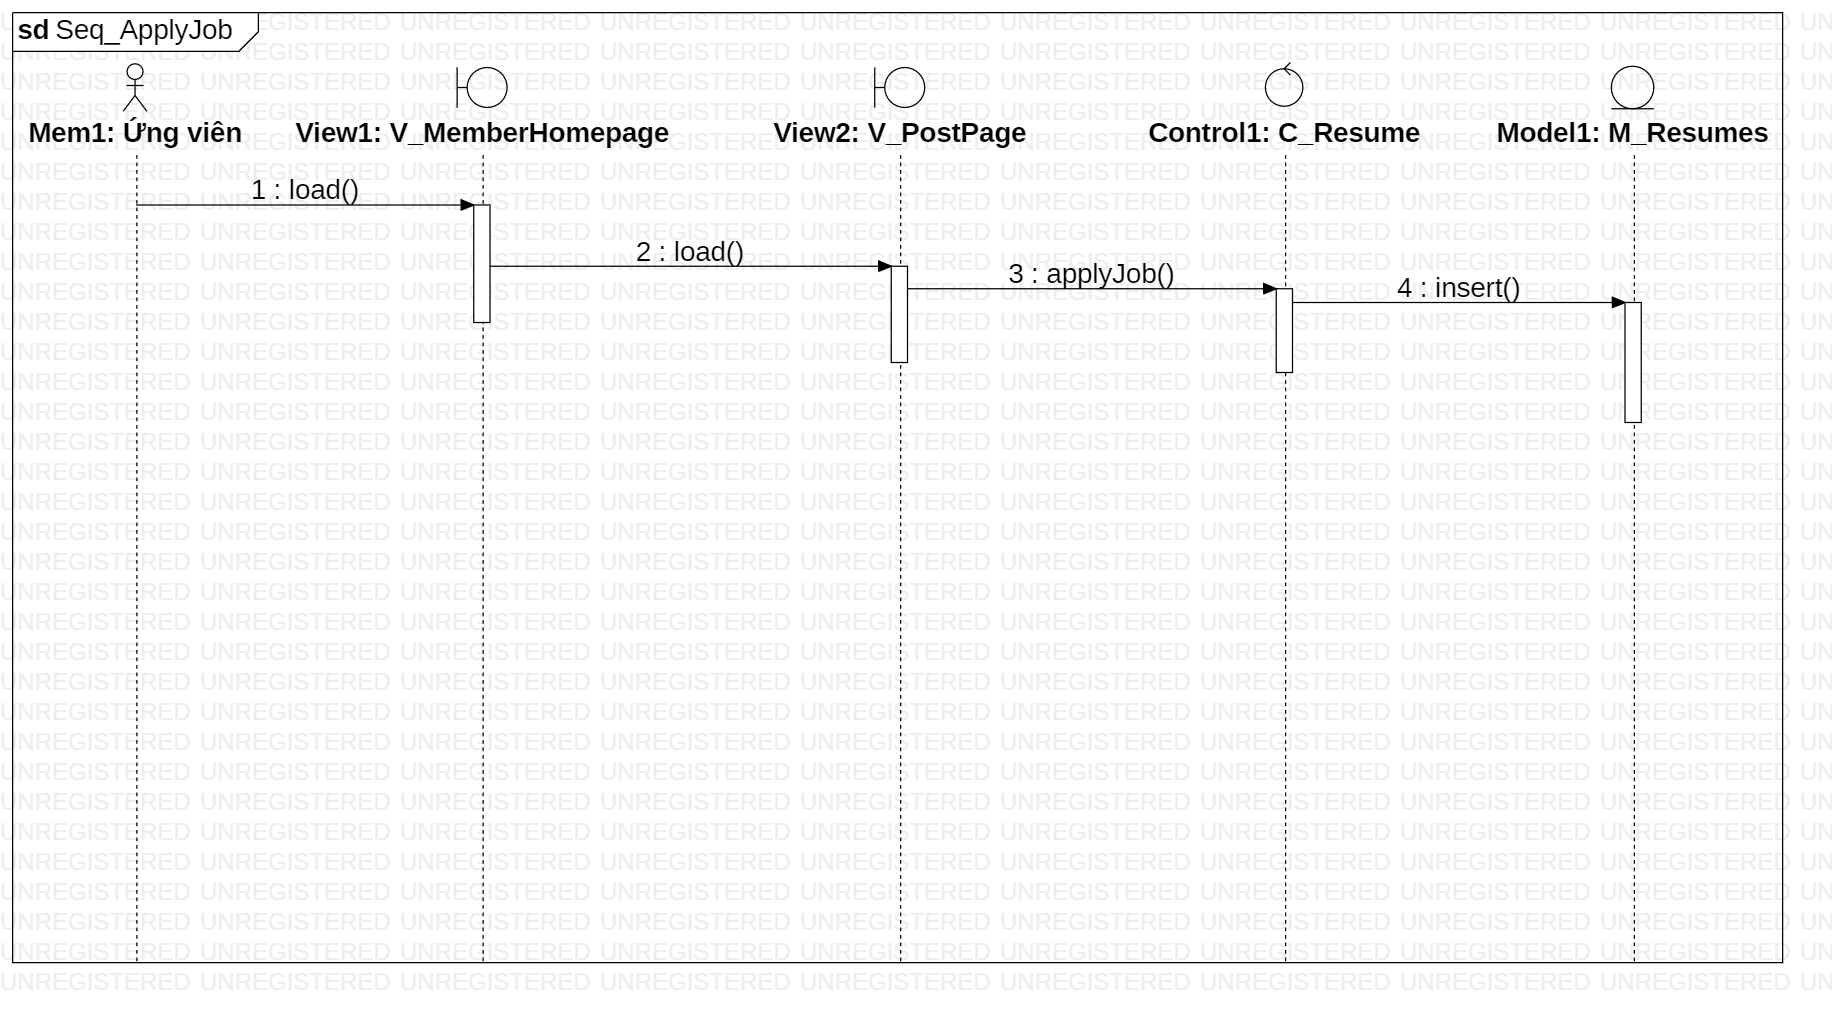 sd Seq_ApplyJob
Mem1: Ứng viên
View1: V_MemberHomepage
View2: V_PostPage
Control1: C_Resume
Model1: M_Resumes
1 : load()
2 : load()
3 : applyJob()
4 : insert()
UNREGISTERED